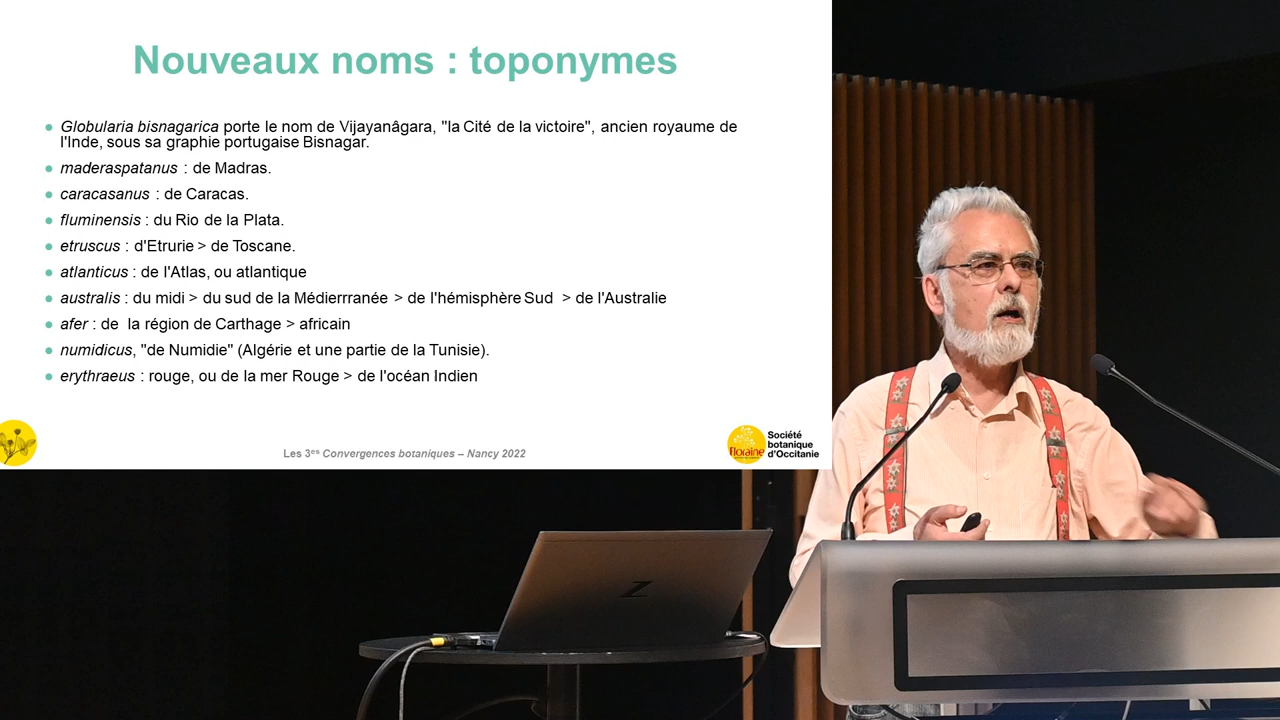 Nouveaux noms : toponymes
Globularia bisnagarica porte le nom de Vijayanâgara, "la Cité de la victoire", ancien royaume de
l'Inde, sous sa graphie portugaise Bisnagar.
maderaspatanus : de Madras.
caracasanus : de Caracas.
fluminensis : du Rio de la Plata.
etruscus : d'Etrurie > de Toscane.
atlanticus : de l'Atlas, ou atlantique
australis : du midi > du sud de la Médierrranée > de l'hémisphère Sud > de l'Australie
afer : de la région de Carthage > africain
numidicus, "de Numidie" (Algérie et une partie de la Tunisie).
erythraeus : rouge, ou de la mer Rouge > de l'océan Indien
Les 3es Convergences botaniques – Nancy 2022
floraine
Société
botanique
d'Occitanie